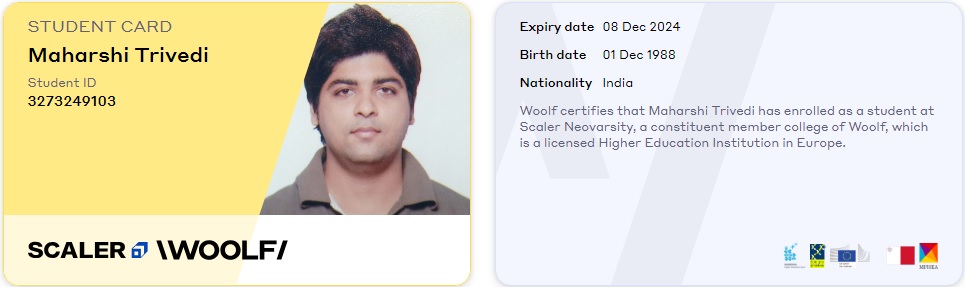 STUDENT CARD
Maharshi Trivedi
Student ID
3273249103
SCALER \WOOLF/
Expiry date 08 Dec 2024
Birth date 01 Dec 1988
Nationality India
Woolf certifies that Maharshi Trivedi has enrolled as a student at
Scaler Neovarsity, a constituent member college of Woolf, which
is a licensed Higher Education Institution in Europe.